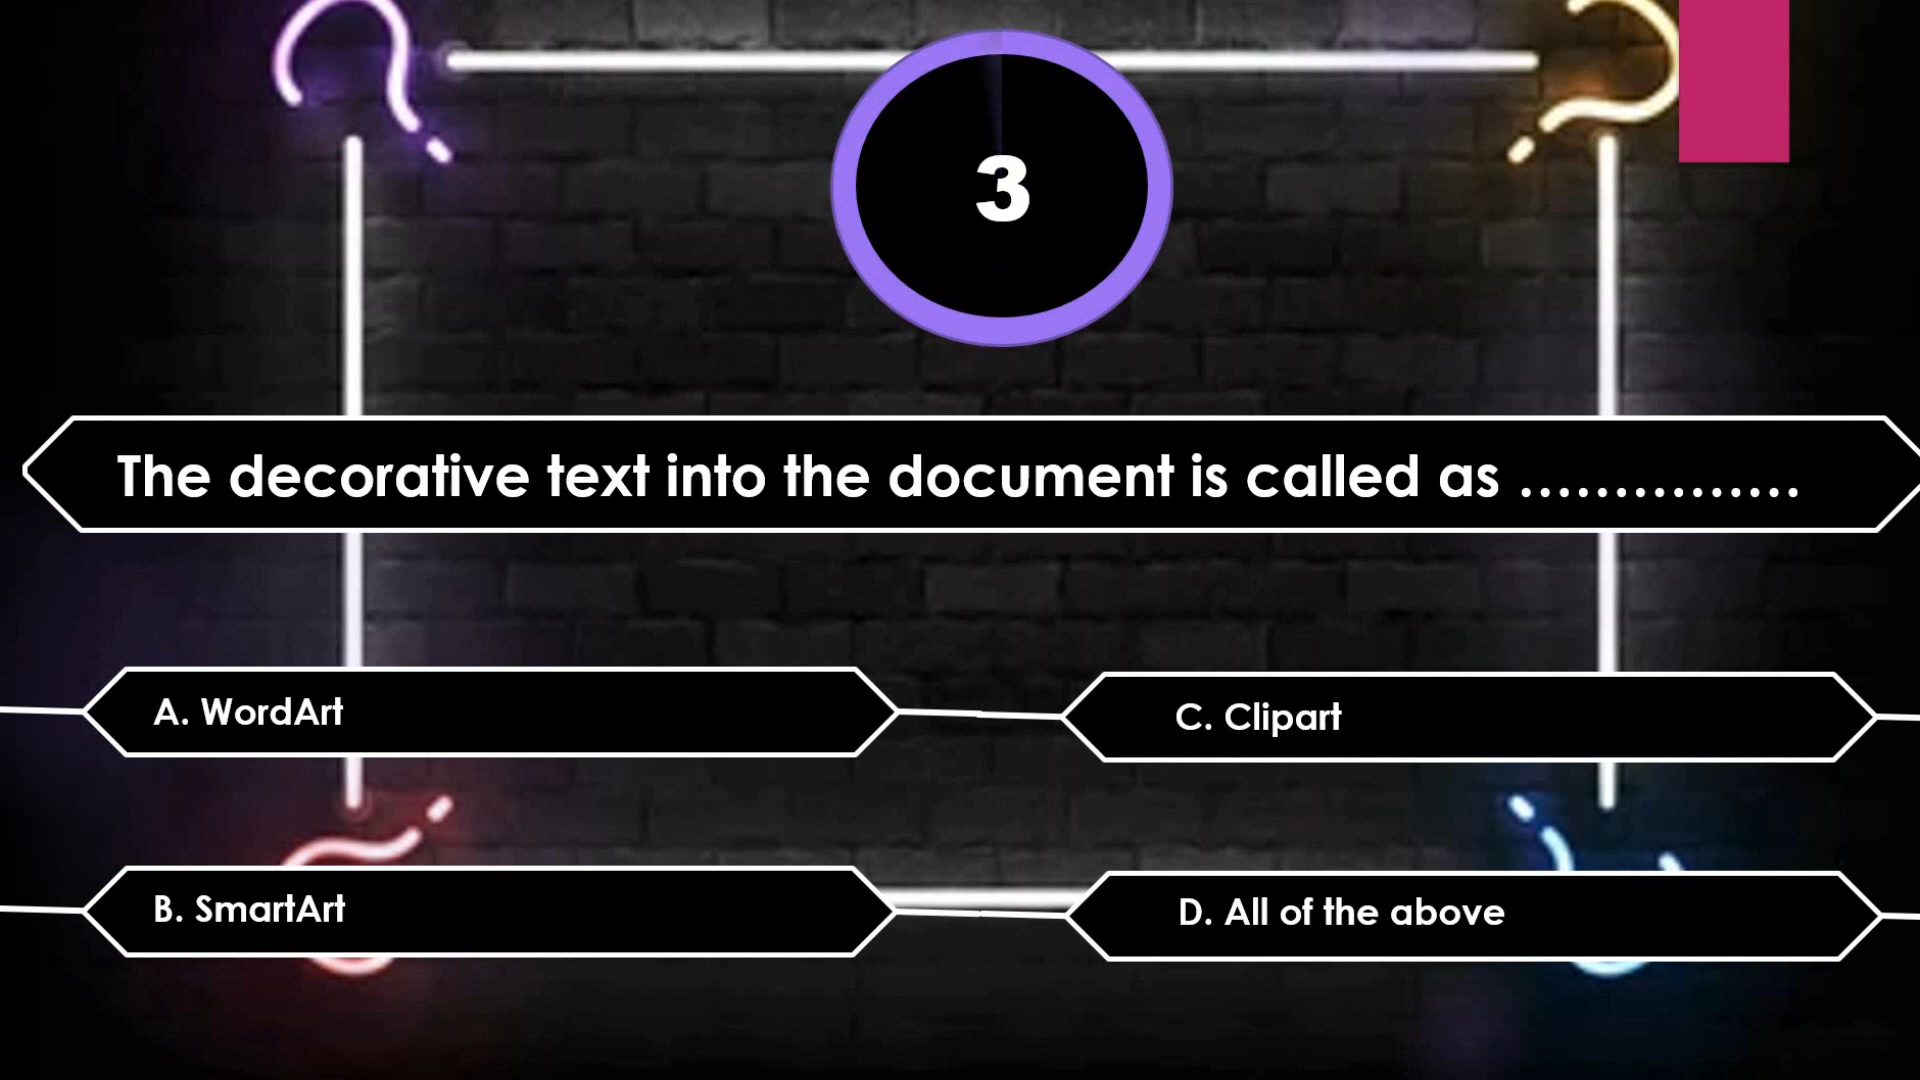 3
The decorative text into the document is called as ...............
A. WordArt
C. Clipart
B. SmartArt
D. All of the above